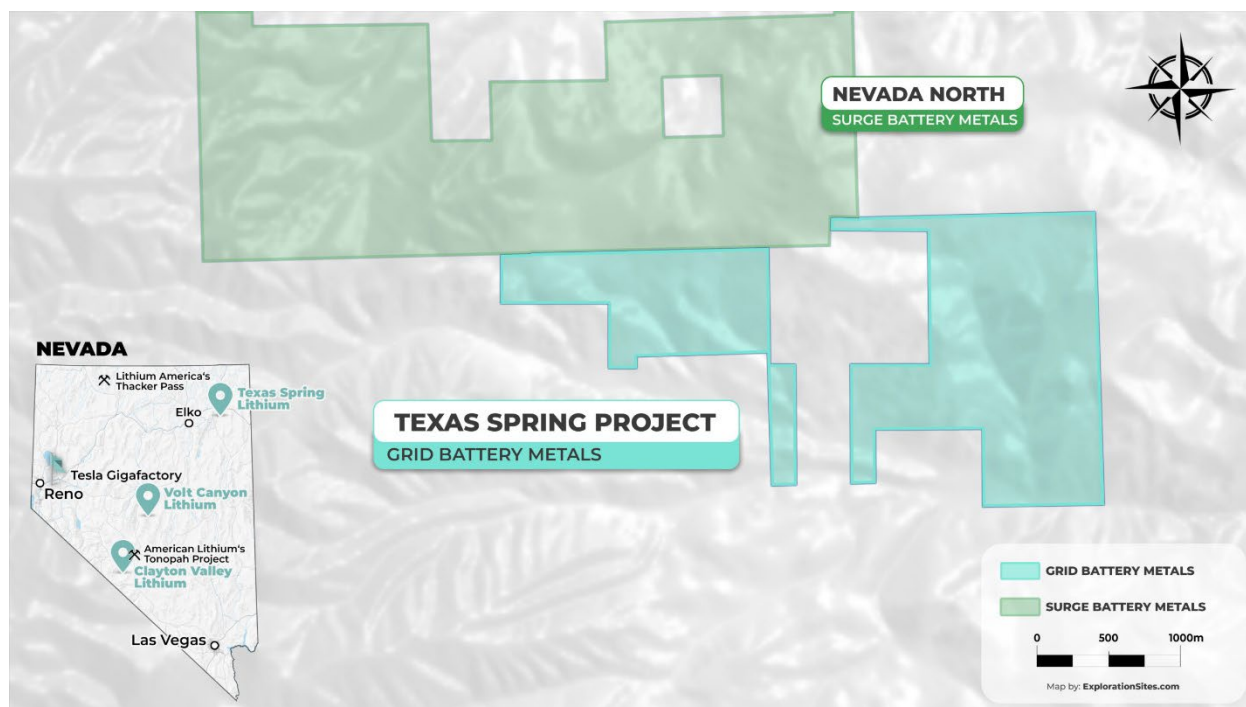 NEVADA NORTH
SURGE BATTERY METALS
TEXAS SPRING PROJECT
GRID BATTERY METALS
NEVADA
Lithium America's
Thacker Pass
Texas Spring
Lithium
Elko
Tesla Gigafactory
Reno
Volt Canyon
Lithium
American Lithium's
Tonopah Project
Clayton Valley
Lithium
Las Vegas
GRID BATTERY METALS
SURGE BATTERY METALS
0 500 1000m
Map by: ExplorationSites.com